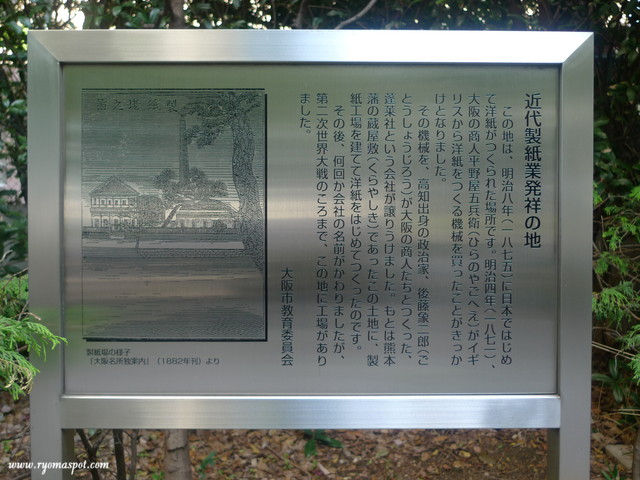 近代製紙業発祥の地
この地は、明治八年(一八七五)に日本ではじめ
て洋紙がつくられた場所です。明治四年(一八七一)、
大阪の商人平野屋五兵衛(ひらのやごへえ)がイギ
リスから洋紙をつくる機械を買ったことがきっか
けとなりました。
その機械を、高知出身の政治家、後藤象二郎(ご
とうしょうじろう)が大阪の商人たちとつくった、
蓬莱社という会社が譲りうけました。もとは熊本
藩の蔵屋敷(くらやしき)であったこの土地に、製
紙工場を建てて洋紙をはじめてつくったのです。
その後、何回か会社の名前がかわりましたが、
第二次世界大戦のころまで、この地に工場があり
ました。
大阪市教育委員会
製紙場の様子
「大阪名所独案内」(1882年刊)より
www.ryomaspot.com